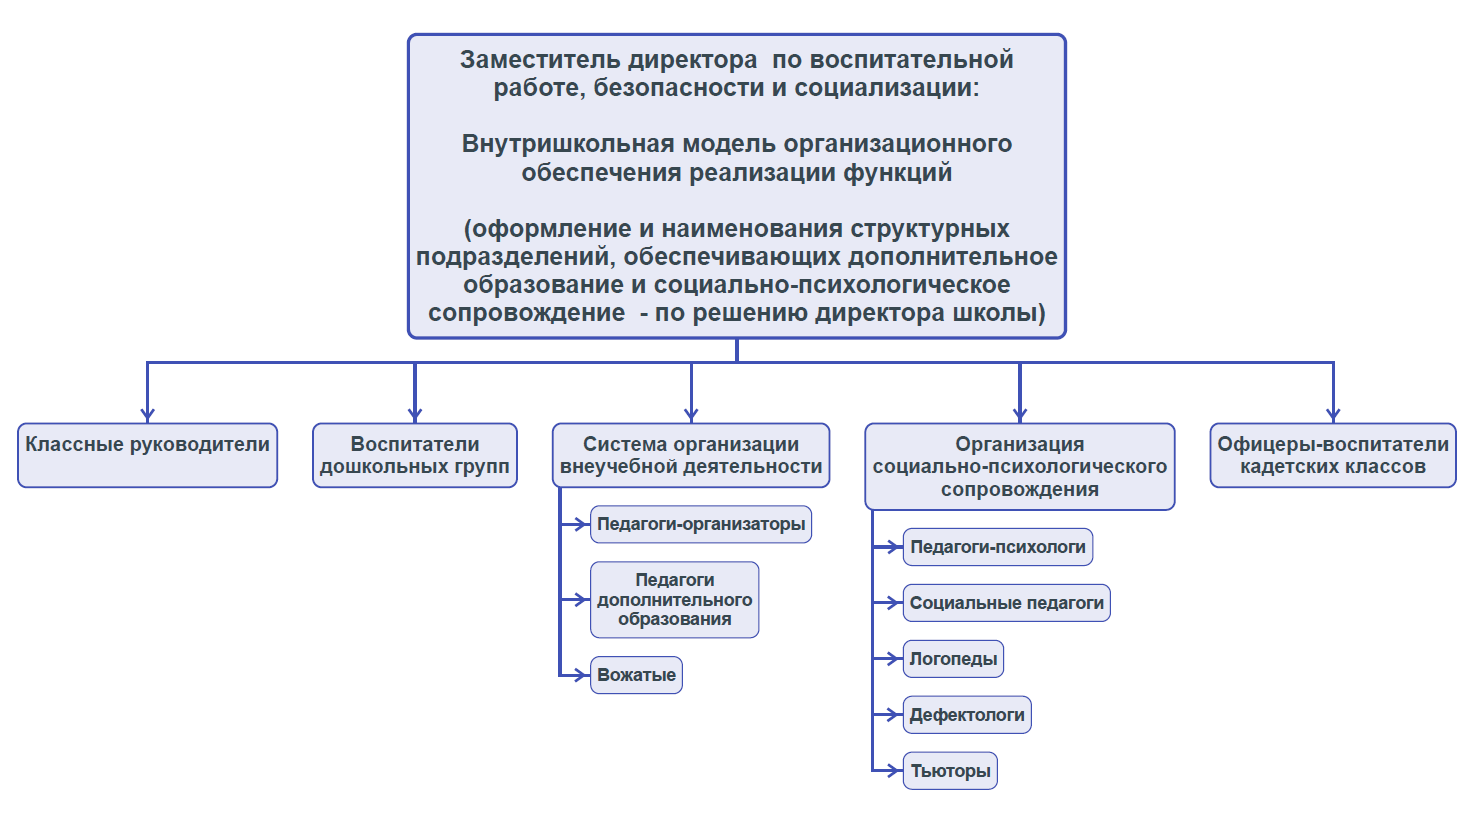 Заместитель директора  по воспитательной
работе, безопасности и социализации:
Внутришкольная модель организационного
обеспечения реализации функций
(оформление и наименования структурных
подразделений, обеспечивающих дополнительное
образование и социально-психологическое
сопровождение  - по решению директора школы)
Классные руководители
Воспитатели
дошкольных групп
Система организации
внеучебной деятельности
Педагоги-организаторы
Педагоги
дополнительного
образования
Вожатые
Организация
социально-психологического
сопровождения
Педагоги-психологи
Социальные педагоги
Логопеды
Дефектологи
Тьюторы
Офицеры-воспитатели
кадетских классов